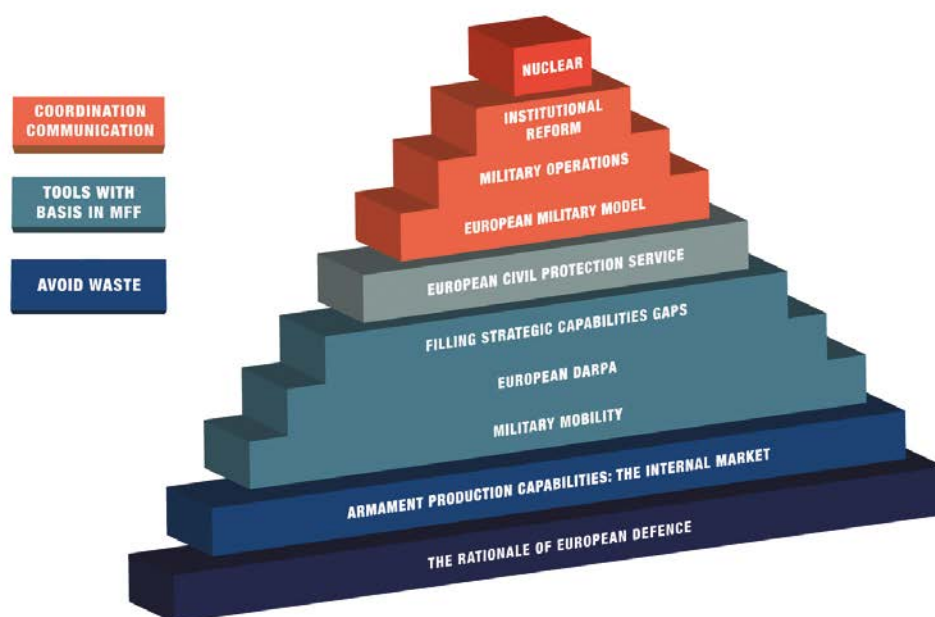 COORDINATION
COMMUNICATION
TOOLS WITH
BASIS IN MFF
AVOID WASTE
NUCLEAR
INSTITUTIONAL
REFORM
MILITARY OPERATIONS
EUROPEAN MILITARY MODEL
EUROPEAN CIVIL PROTECTION SERVICE
FILLING STRATEGIC CAPABILITIES GAPS
EUROPEAN DARPA
MILITARY MOBILITY
ARMAMENT PRODUCTION CAPABILITIES: THE INTERNAL MARKET
THE RATIONALE OF EUROPEAN DEFENCE